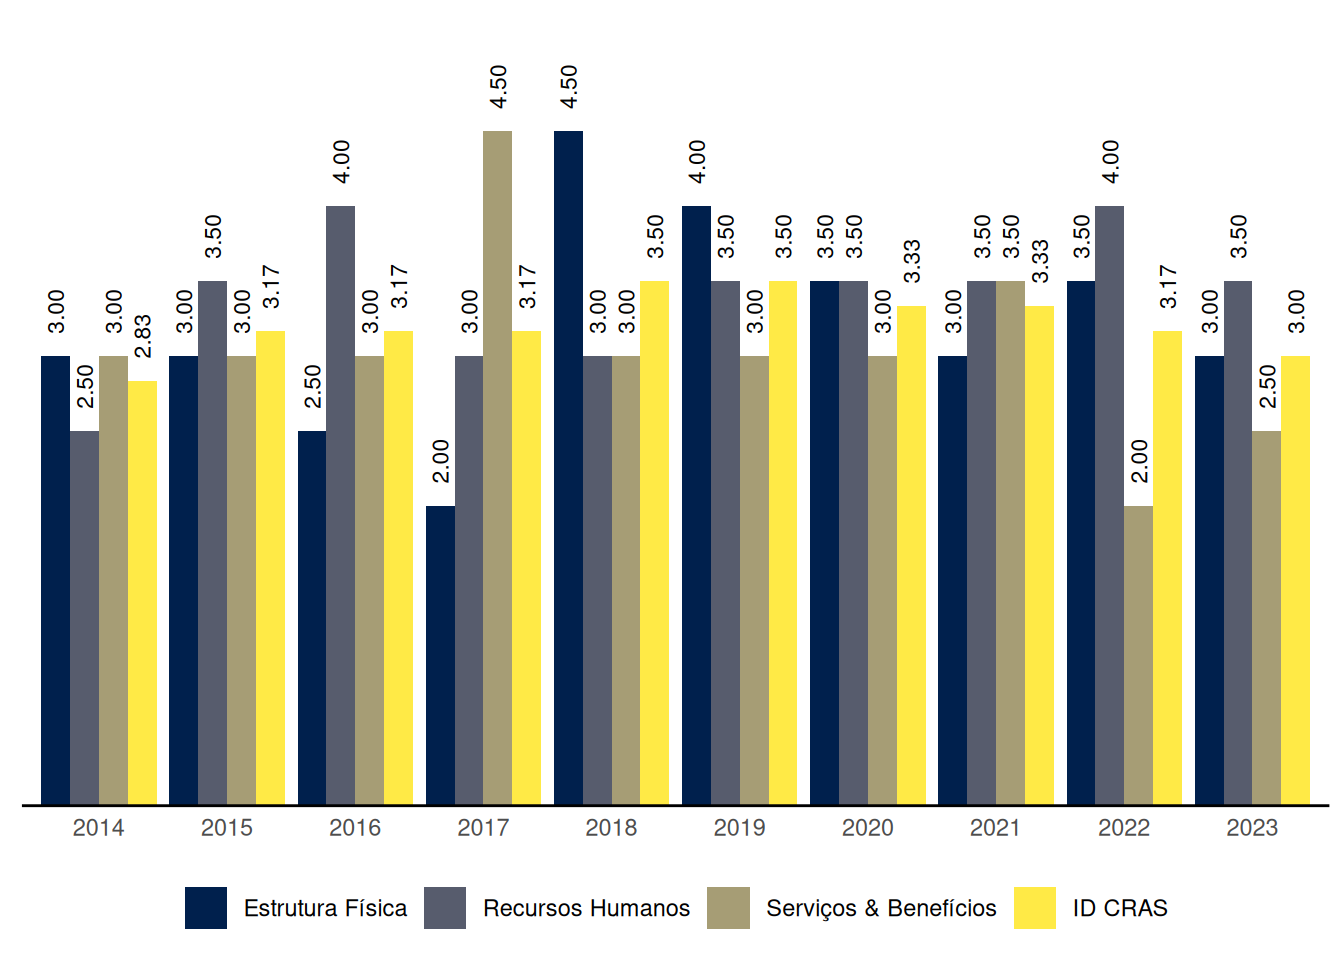 3.00 2.50 3.00 2.83 3.00 3.50 3.00 3.17 2.50 4.00 3.00 3.17 2.00 3.00 4.50 3.17 4.50 3.00 3.00 3.50 4.00 3.50 3.00 3.50 3.50 3.50 3.00 3.33 3.00 3.50 3.50 3.33 3.50 4.00 2.00 3.17 3.00 3.50 2.50 3.00
2014 2015 2016 2017 2018 2019 2020 2021 2022 2023
Estrutura Física Recursos Humanos Serviços & Benefícios ID CRAS